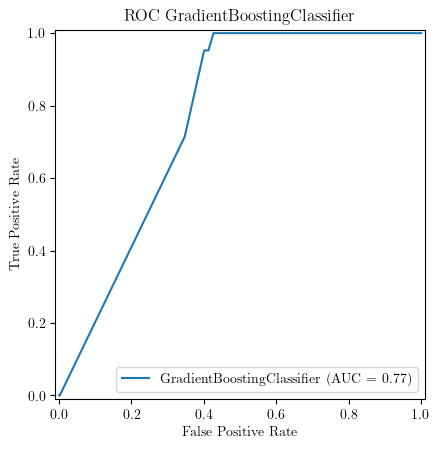 ROC GradientBoostingClassifier
1.0
0.8
0.6
0.4
0.2
0.0
True Positive Rate
GradientBoostingClassifier (AUC = 0.77)
0.0 0.2 0.4 0.6 0.8 1.0
False Positive Rate